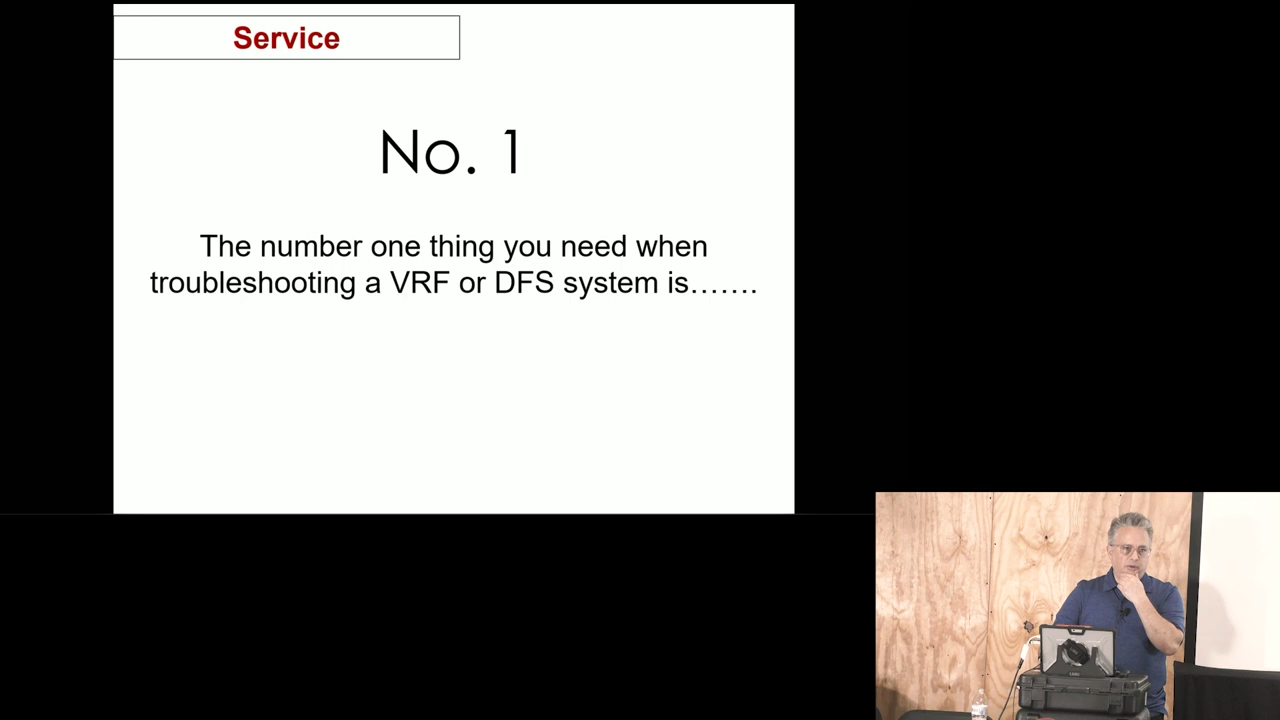 Service
No. 1
The number one thing you need when
troubleshooting a VRF or DFS system is…….